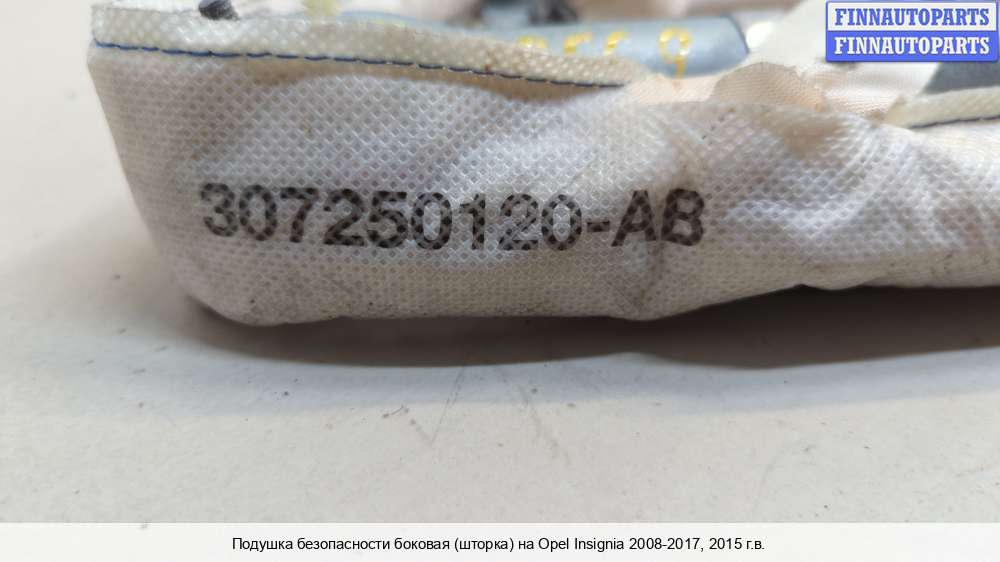 FINNAUTOPARTS
FINNAUTOPARTS
307250120-AB
Подушка безопасности боковая (шторка) на Opel Insignia 2008-2017, 2015 г.в.